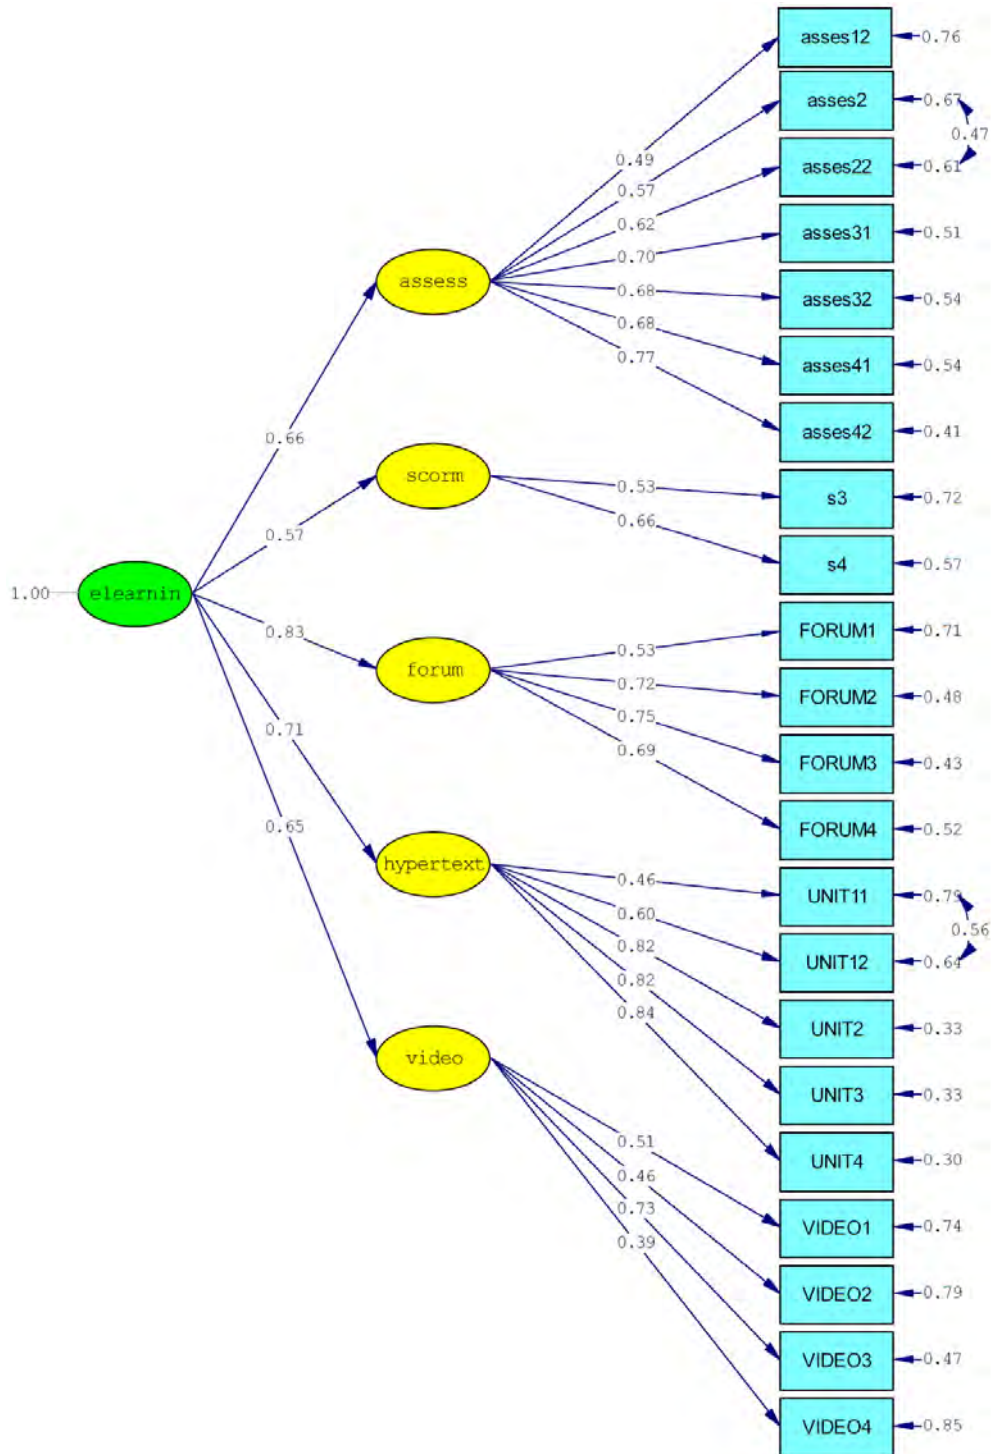 asses12
0.76
asses2
0.67
0.47
0.49
asses22
0.61
0.57
0.62
asses31
0.51
0.70
assess
0.68
asses32
0.54
0.68
0.77
asses41
0.54
asses42
0.41
0.66
scorm
0.53
s3
0.72
0.57
0.66
s4
0.57
1.00
elearnin
0.83
0.53
FORUM1
0.71
forum
0.72
FORUM2
0.48
0.75
0.71
0.69
FORUM3
0.43
0.65
FORUM4
0.52
hypertext
0.46
UNIT11
0.79
0.56
0.60
0.82
UNIT12
0.64
0.82
0.84
UNIT2
0.33
video
UNIT3
0.33
0.51
UNIT4
0.30
0.46
0.73
VIDEO1
0.74
0.39
VIDEO2
0.79
VIDEO3
0.47
VIDEO4
0.85